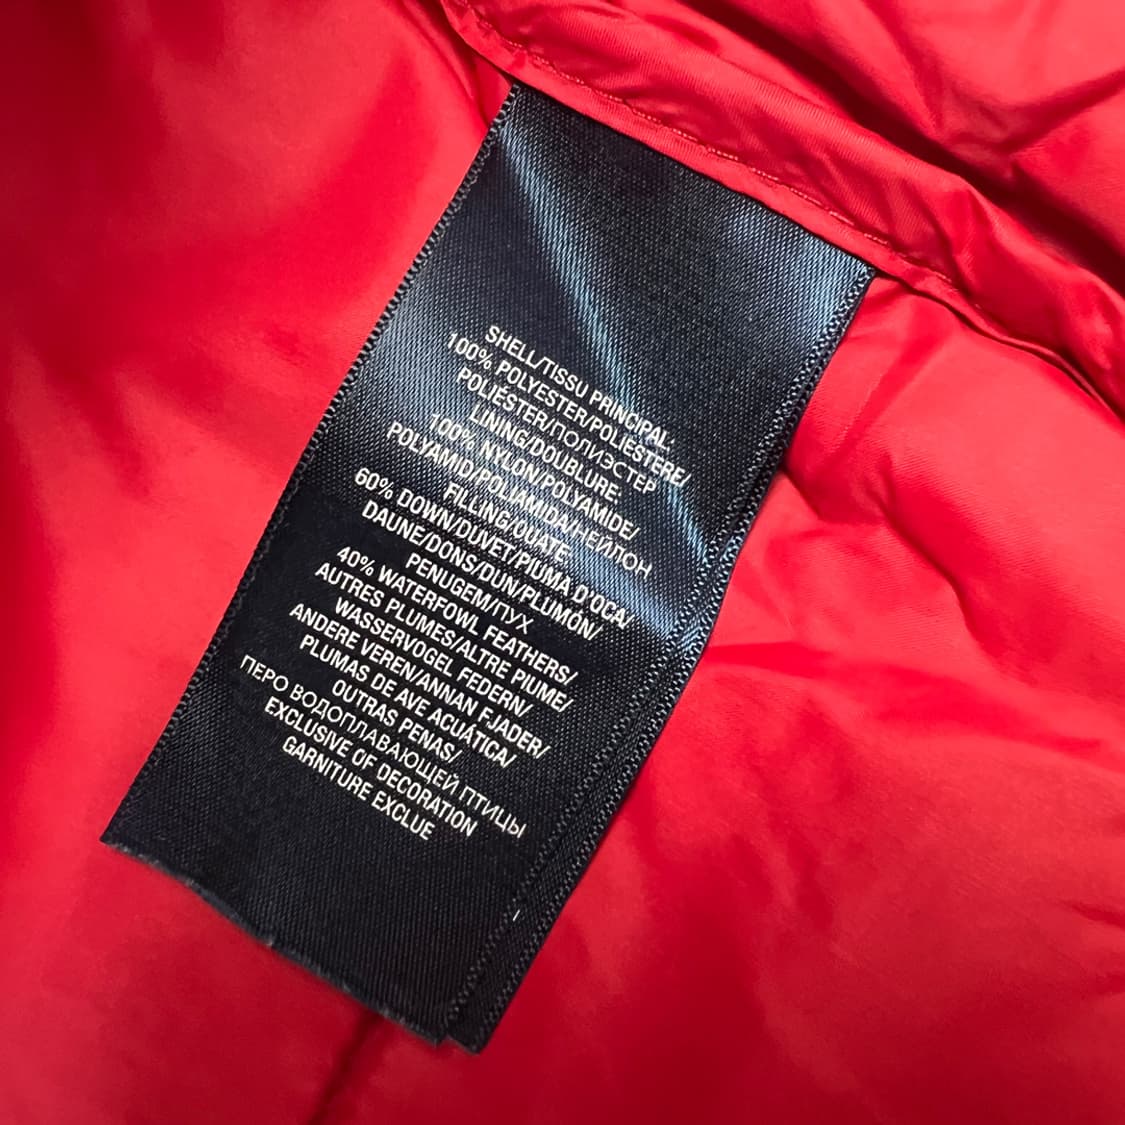 SHELL/TISSU PRINCIPAL:
100% POLYESTER/POLIESTERE/
POLIÉSTER/ПОЛИЭСТЕР
LINING/DOUBLURE:
100% NYLON/POLYAMIDE/
POLYAMID/POLIAMIDA/НЕЙЛОН
FILLING/OUATE:
60% DOWN/DUVET/PIUMA D'OCA/
DAUNE/DONS/DUN/PLUMÓN/
PENUGEM/ПУХ
40% WATERFOWL FEATHERS/
AUTRES PLUMES/ALTRE PIUME/
WASSERVOGEL FEDERN/
ANDERE VEREN/ANNAN FJADER/
PLUMAS DE AVE ACUÁTICA/
OUTRAS PENAS/
ПЕРО ВОДОПЛАВАЮЩЕЙ ПТИЦЫ
EXCLUSIVE OF DECORATION
GARNITURE EXCLUE